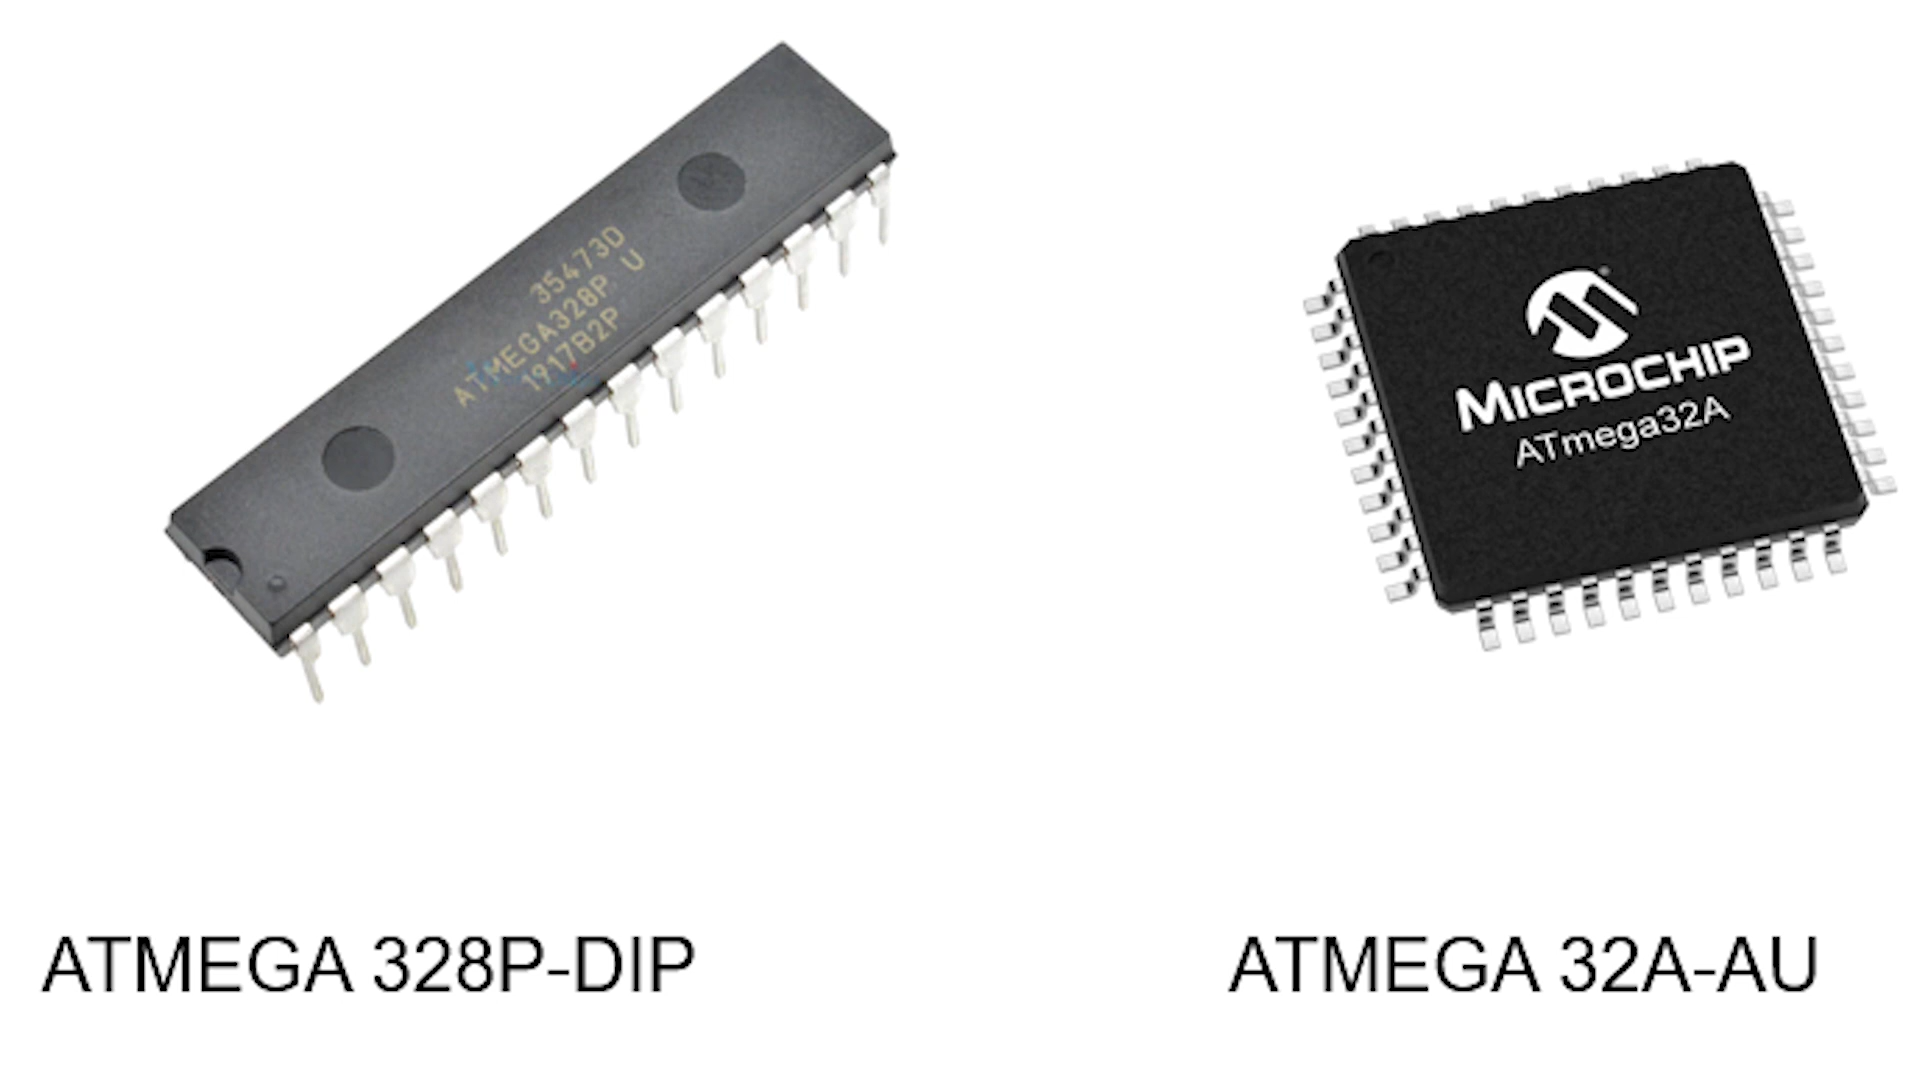 35473D
ATMEGA328P U
1917B2P
MICROCHIP
ATmega32A
ATMEGA 328P-DIP
ATMEGA 32A-AU